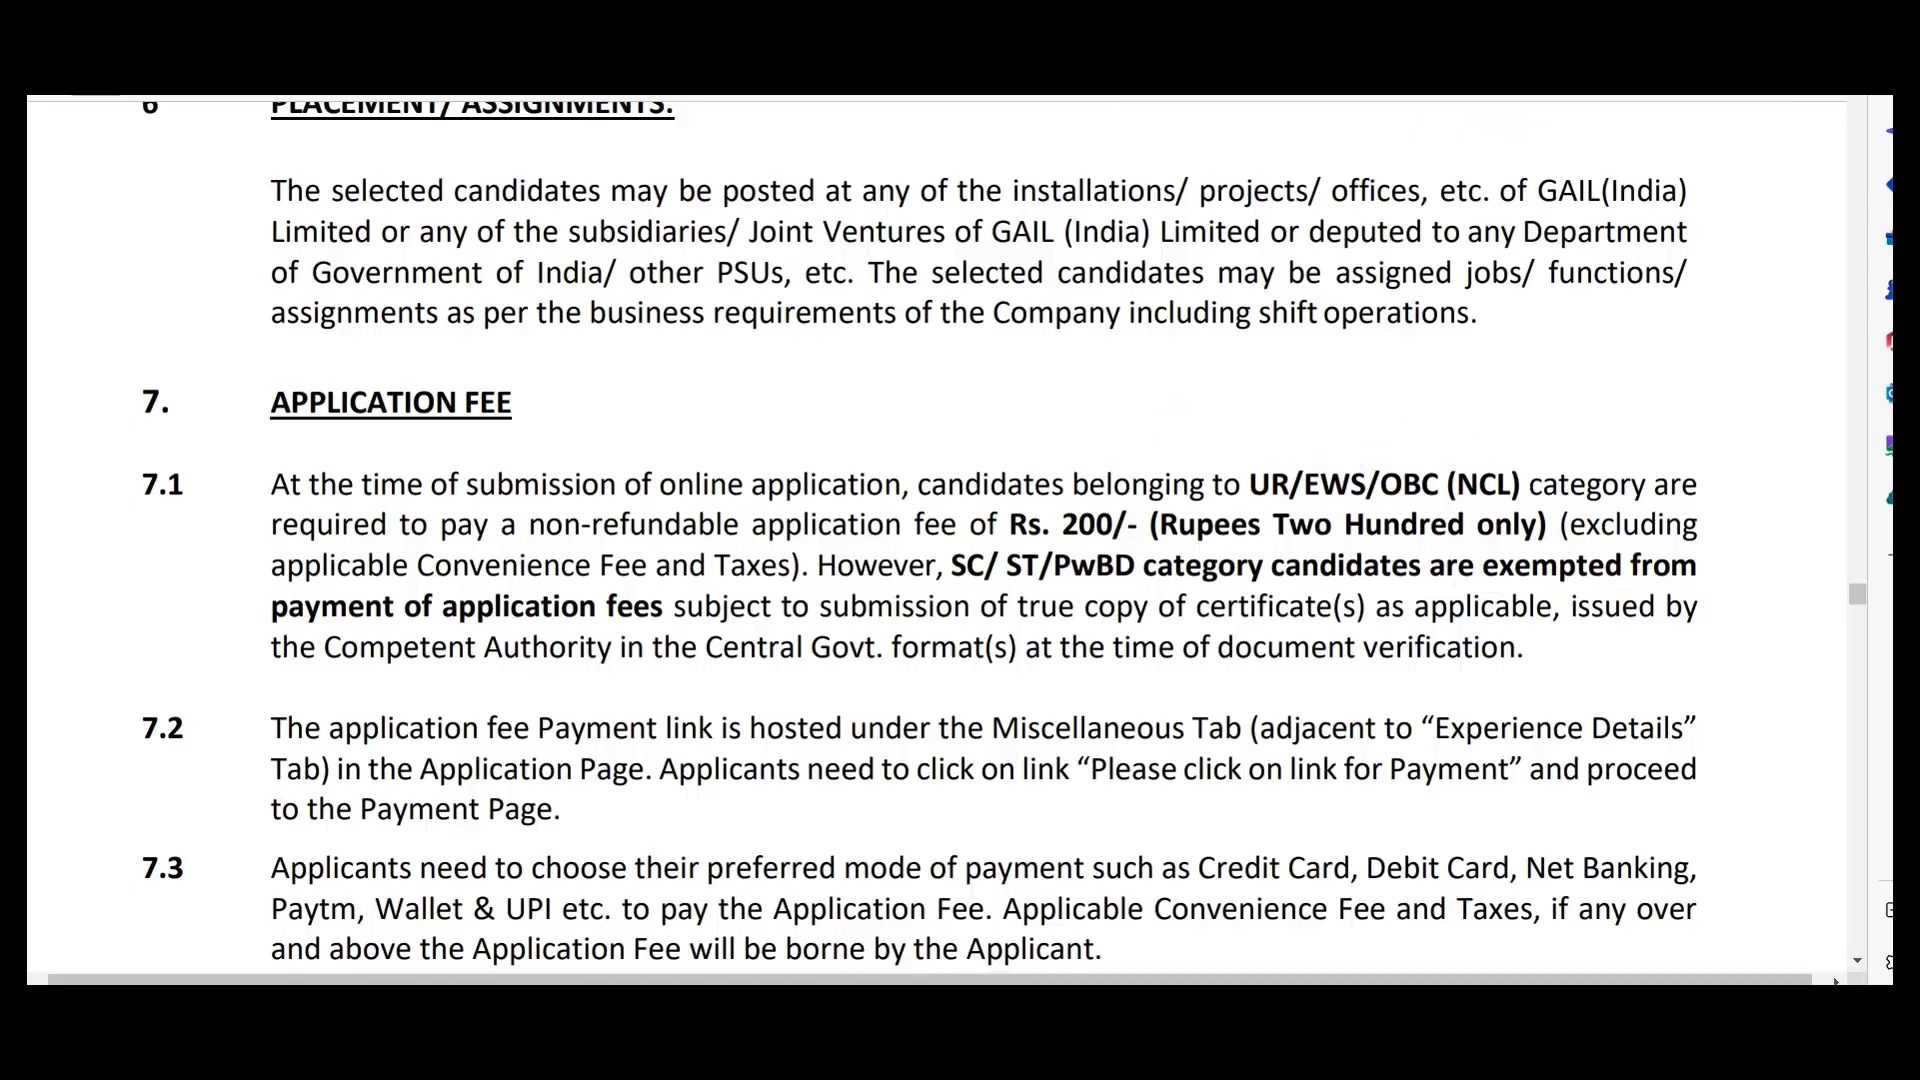 6 PLACEMENT/ ASSIGNMENTS:
The selected candidates may be posted at any of the installations/ projects/ offices, etc. of GAIL(India)
Limited or any of the subsidiaries/ Joint Ventures of GAIL (India) Limited or deputed to any Department
of Government of India/ other PSUs, etc. The selected candidates may be assigned jobs/ functions/
assignments as per the business requirements of the Company including shift operations.
7. APPLICATION FEE
7.1 At the time of submission of online application, candidates belonging to UR/EWS/OBC (NCL) category are
required to pay a non-refundable application fee of Rs. 200/- (Rupees Two Hundred only) (excluding
applicable Convenience Fee and Taxes). However, SC/ ST/PwBD category candidates are exempted from
payment of application fees subject to submission of true copy of certificate(s) as applicable, issued by
the Competent Authority in the Central Govt. format(s) at the time of document verification.
7.2 The application fee Payment link is hosted under the Miscellaneous Tab (adjacent to “Experience Details”
Tab) in the Application Page. Applicants need to click on link “Please click on link for Payment” and proceed
to the Payment Page.
7.3 Applicants need to choose their preferred mode of payment such as Credit Card, Debit Card, Net Banking,
Paytm, Wallet & UPI etc. to pay the Application Fee. Applicable Convenience Fee and Taxes, if any over
and above the Application Fee will be borne by the Applicant.